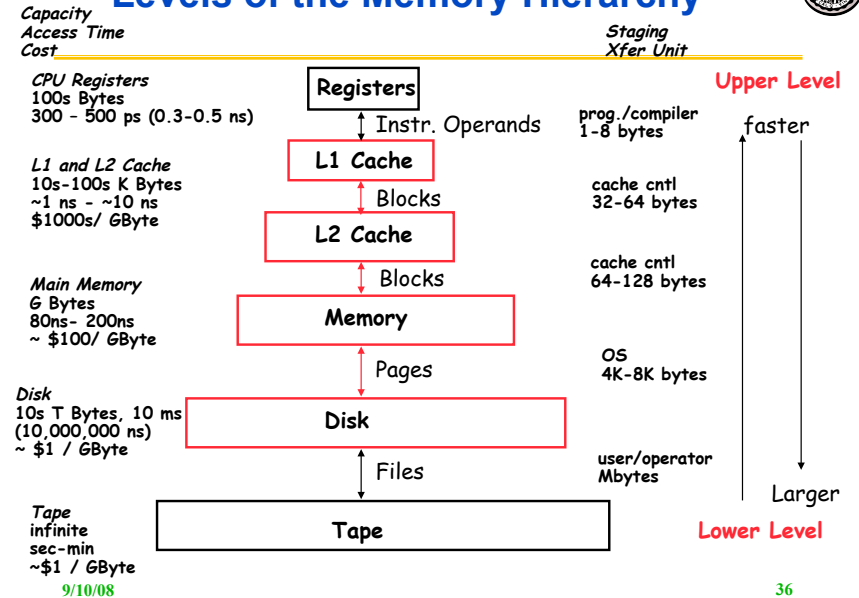 Levels of the Memory Hierarchy
Capacity
Access Time
Cost
Staging
Xfer Unit
CPU Registers
100s Bytes
300 – 500 ps (0.3-0.5 ns)
Registers
Upper Level
Instr. Operands
prog./compiler
1-8 bytes
faster
L1 and L2 Cache
10s-100s K Bytes
~1 ns - ~10 ns
$1000s/ GByte
L1 Cache
Blocks
cache cntl
32-64 bytes
L2 Cache
Blocks
cache cntl
64-128 bytes
Main Memory
G Bytes
80ns- 200ns
~ $100/ GByte
Memory
Pages
OS
4K-8K bytes
Disk
10s T Bytes, 10 ms
(10,000,000 ns)
~ $1 / GByte
Disk
Files
user/operator
Mbytes
Larger
Lower Level
Tape
infinite
sec-min
~$1 / GByte
Tape
9/10/08
36